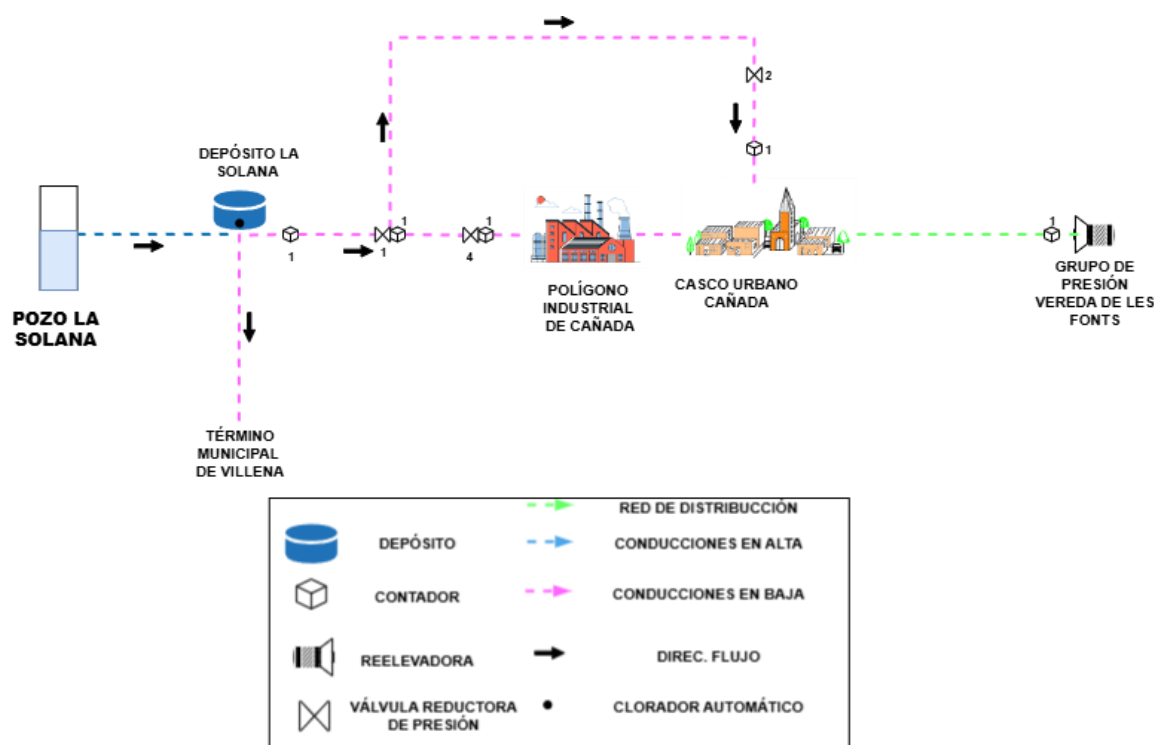 2
1
DEPÓSITO LA
SOLANA
1
1
1
1
1
4
POZO LA
SOLANA
POLÍGONO
INDUSTRIAL
DE CAÑADA
CASCO URBANO
CAÑADA
GRUPO DE
PRESIÓN
VEREDA DE LES
FONTS
TÉRMINO
MUNICIPAL
DE VILLENA
RED DE DISTRIBUCCIÓN
DEPÓSITO
CONDUCCIONES EN ALTA
CONTADOR
CONDUCCIONES EN BAJA
REELEVADORA
DIREC. FLUJO
VÁLVULA REDUCTORA
DE PRESIÓN
CLORADOR AUTOMÁTICO